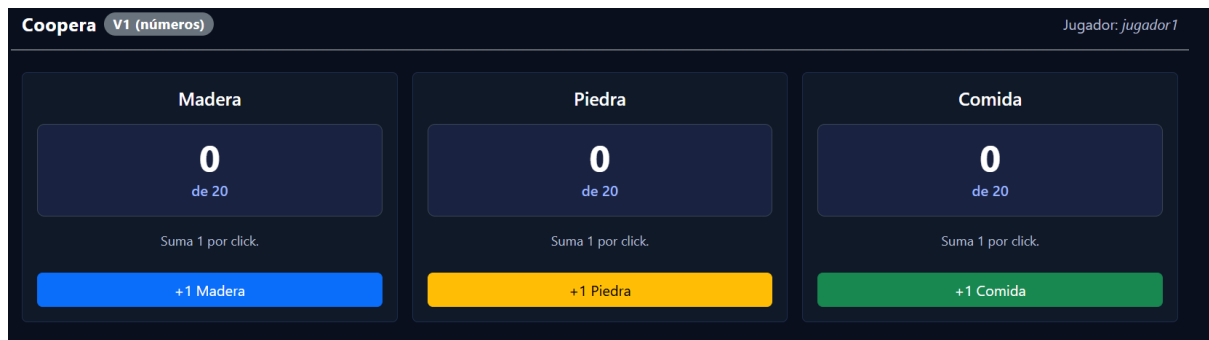 Coopera V1 (números) Jugador: jugador1
Madera
0
de 20
Suma 1 por click.
+1 Madera
Piedra
0
de 20
Suma 1 por click.
+1 Piedra
Comida
0
de 20
Suma 1 por click.
+1 Comida